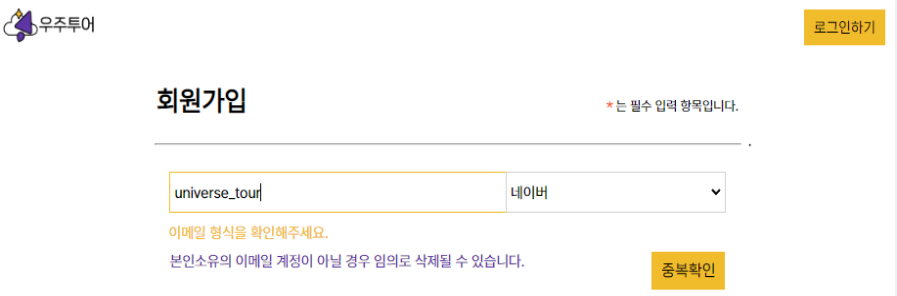 우주투어
로그인하기
회원가입
*는 필수 입력 항목입니다.
universe_tour
네이버
이메일 형식을 확인해주세요.
본인소유의 이메일 계정이 아닐 경우 임의로 삭제될 수 있습니다.
중복확인